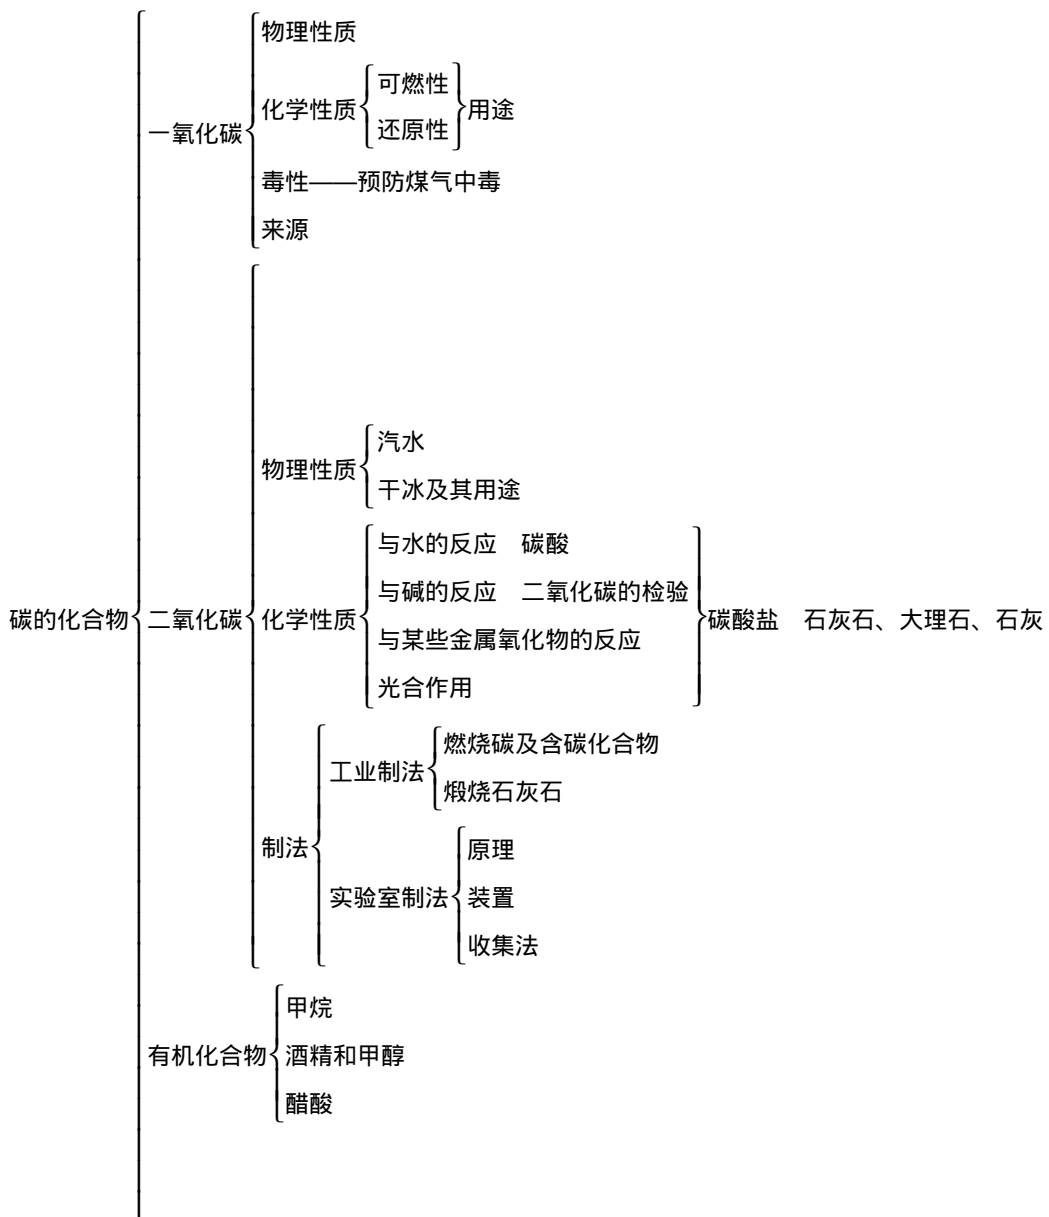 物理性质
可燃性
化学性质
用途
还原性
一氧化碳
毒性——预防煤气中毒
来源
汽水
物理性质
干冰及其用途
与水的反应 碳酸
与碱的反应 二氧化碳的检验
碳的化合物
二氧化碳
化学性质
碳酸盐 石灰石、大理石、石灰
与某些金属氧化物的反应
光合作用
燃烧碳及含碳化合物
工业制法
煅烧石灰石
制法
原理
实验室制法
装置
收集法
甲烷
有机化合物
酒精和甲醇
醋酸